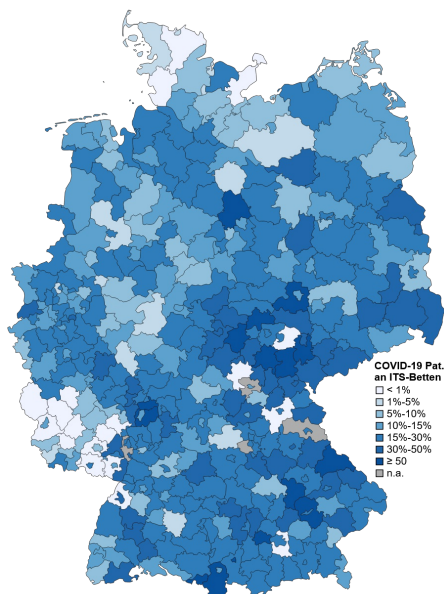 COVID-19 Pat.
an ITS-Betten
< 1%
1%-5%
5%-10%
10%-15%
15%-30%
30%-50%
≥ 50
n.a.